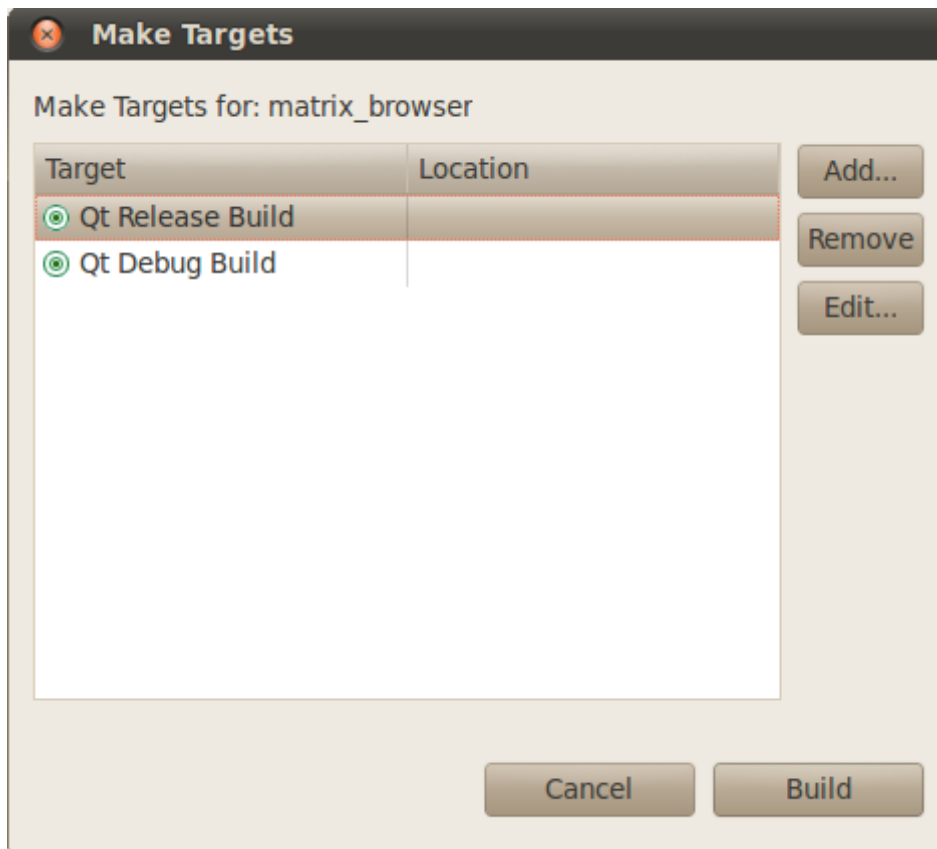 Make Targets
Make Targets for: matrix_browser
Target Location
Qt Release Build
Qt Debug Build
Add...
Remove
Edit...
Cancel Build